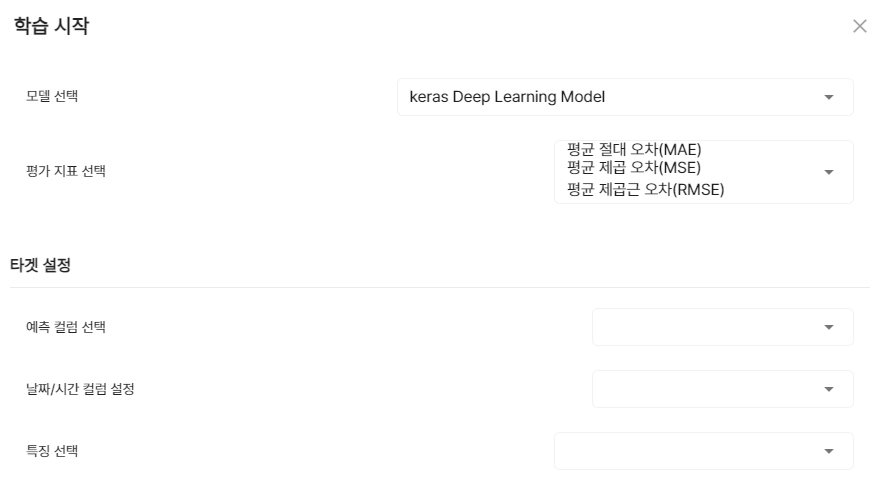 학습 시작
모델 선택
keras Deep Learning Model
평가 지표 선택
평균 절대 오차(MAE)
평균 제곱 오차(MSE)
평균 제곱근 오차(RMSE)
타겟 설정
예측 컬럼 선택
날짜/시간 컬럼 설정
특징 선택